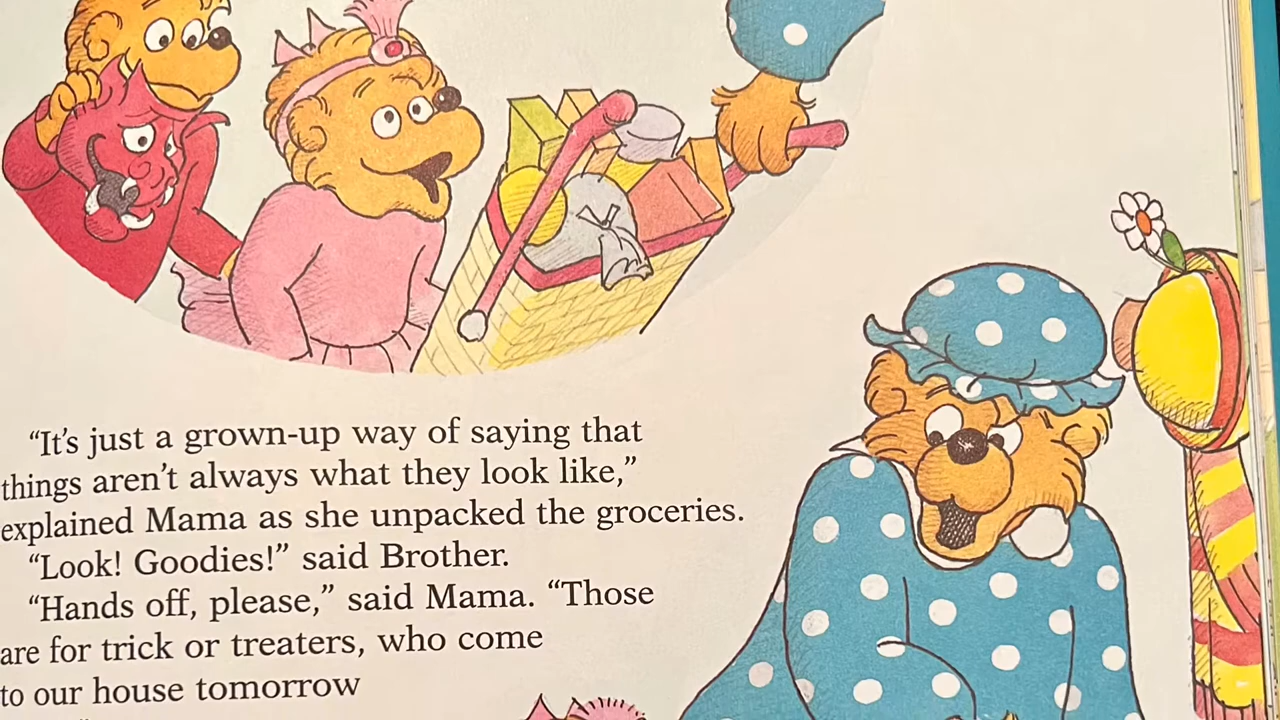 “It’s just a grown-up way of saying that
things aren’t always what they look like,”
explained Mama as she unpacked the groceries.
“Look! Goodies!” said Brother.
“Hands off, please,” said Mama. “Those
are for trick or treaters, who come
to our house tomorrow